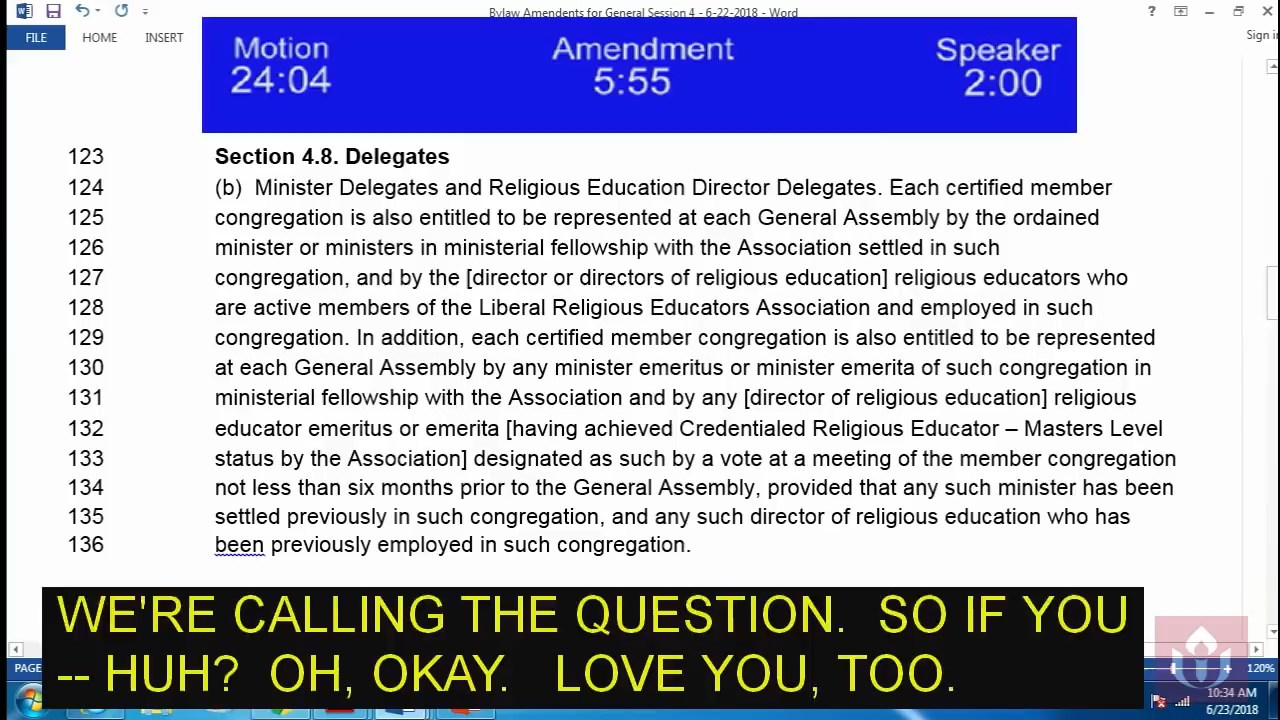 Bylaw Amendents for General Session 4 - 6-22-2018 - Word
FILE HOME INSERT
Sign in
Motion Amendment Speaker
24:04 5:55 2:00
123 Section 4.8. Delegates
124 (b) Minister Delegates and Religious Education Director Delegates. Each certified member
125 congregation is also entitled to be represented at each General Assembly by the ordained
126 minister or ministers in ministerial fellowship with the Association settled in such
127 congregation, and by the [director or directors of religious education] religious educators who
128 are active members of the Liberal Religious Educators Association and employed in such
129 congregation. In addition, each certified member congregation is also entitled to be represented
130 at each General Assembly by any minister emeritus or minister emerita of such congregation in
131 ministerial fellowship with the Association and by any [director of religious education] religious
132 educator emeritus or emerita [having achieved Credentialed Religious Educator – Masters Level
133 status by the Association] designated as such by a vote at a meeting of the member congregation
134 not less than six months prior to the General Assembly, provided that any such minister has been
135 settled previously in such congregation, and any such director of religious education who has
136 been previously employed in such congregation.
WE'RE CALLING THE QUESTION. SO IF YOU
-- HUH? OH, OKAY. LOVE YOU, TOO.
PAGE
120%
10:34 AM
6/23/2018